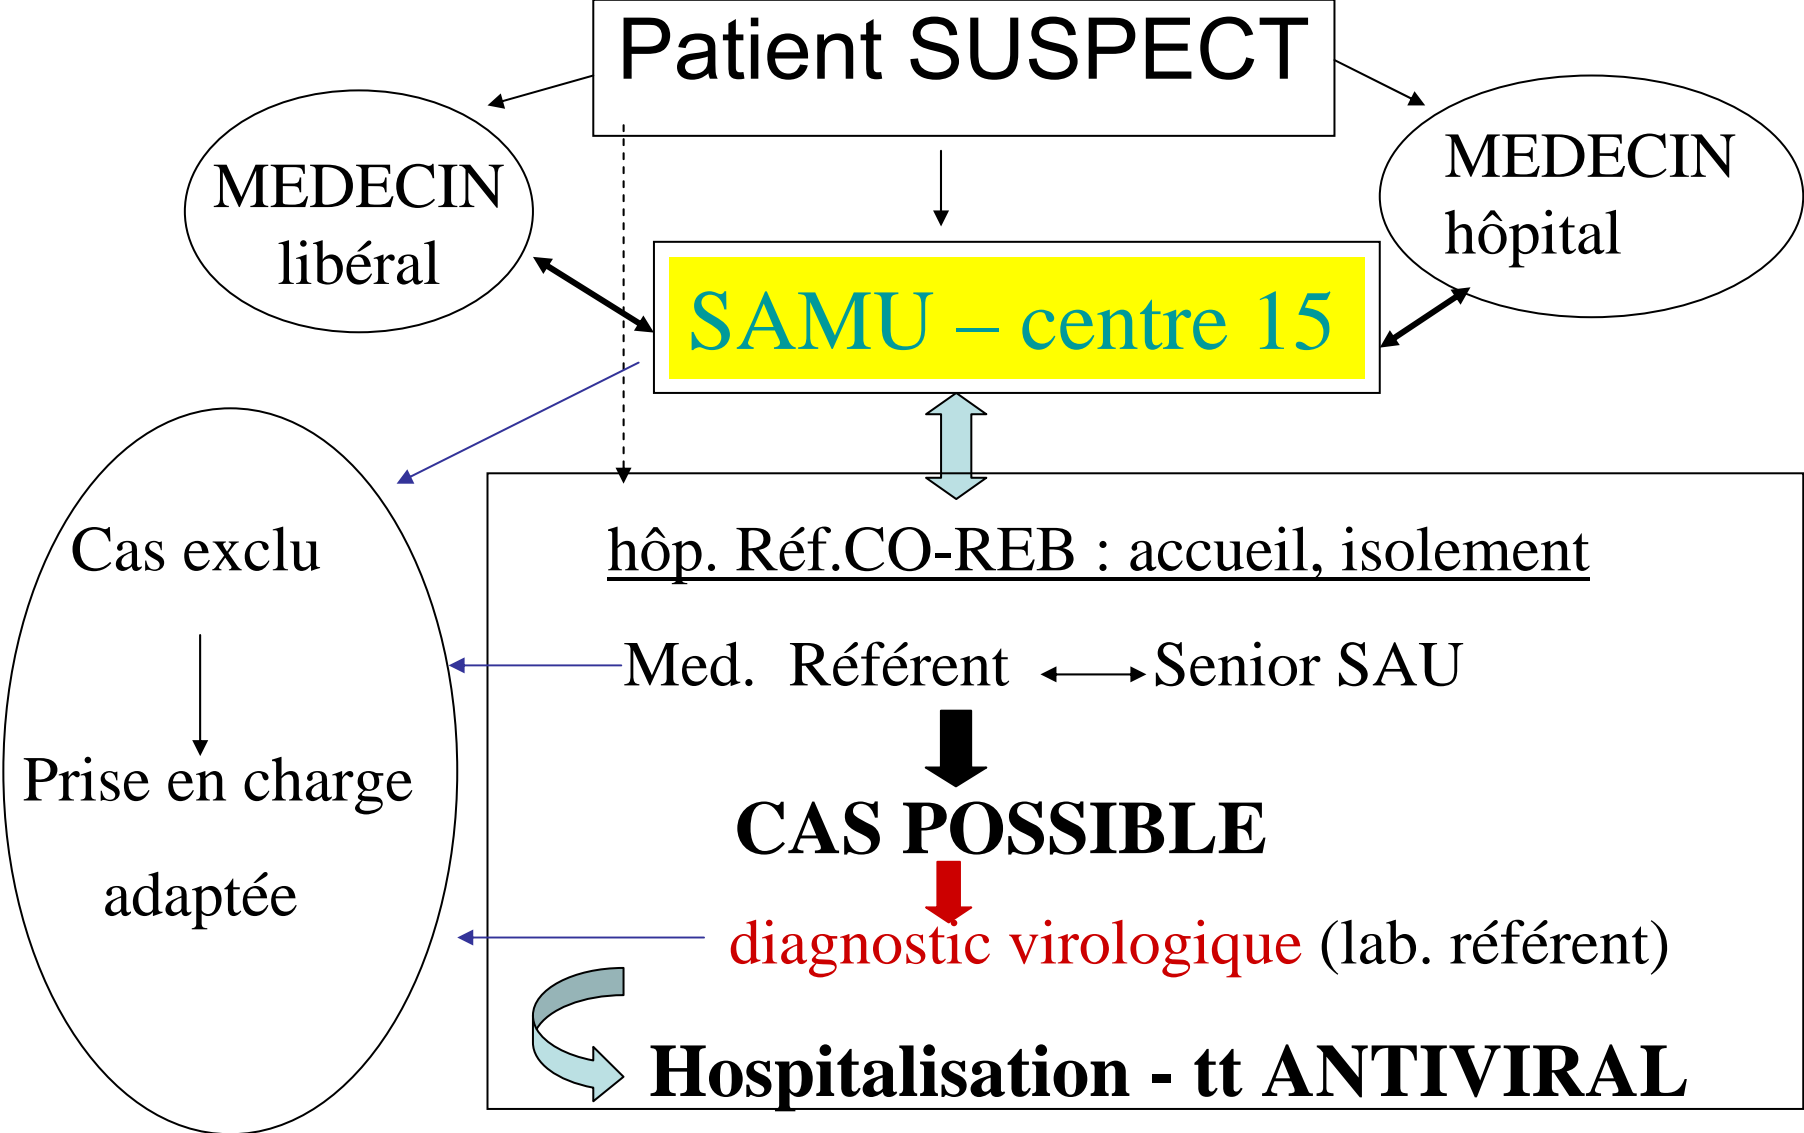 Patient SUSPECT
MEDECIN
libéral
MEDECIN
hôpital
SAMU – centre 15
Cas exclu
Prise en charge
adaptée
hôp. Réf.CO-REB : accueil, isolement
Med. Référent
Senior SAU
CAS POSSIBLE
diagnostic virologique (lab. référent)
Hospitalisation - tt ANTIVIRAL